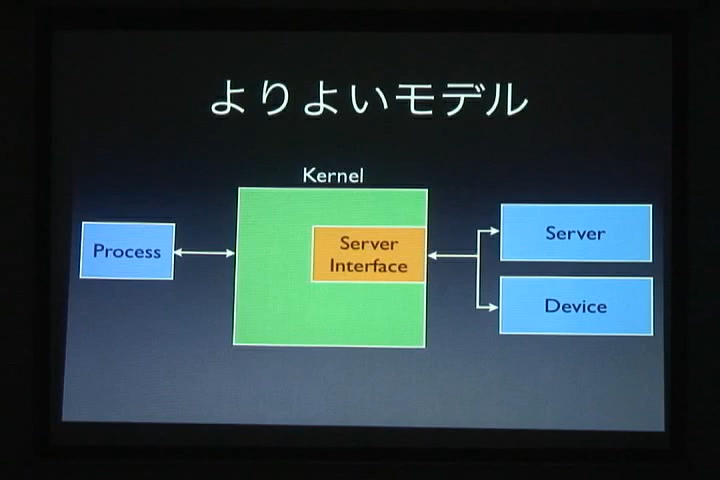 よりよいモデル
Kernel
Process
Server
Interface
Server
Device